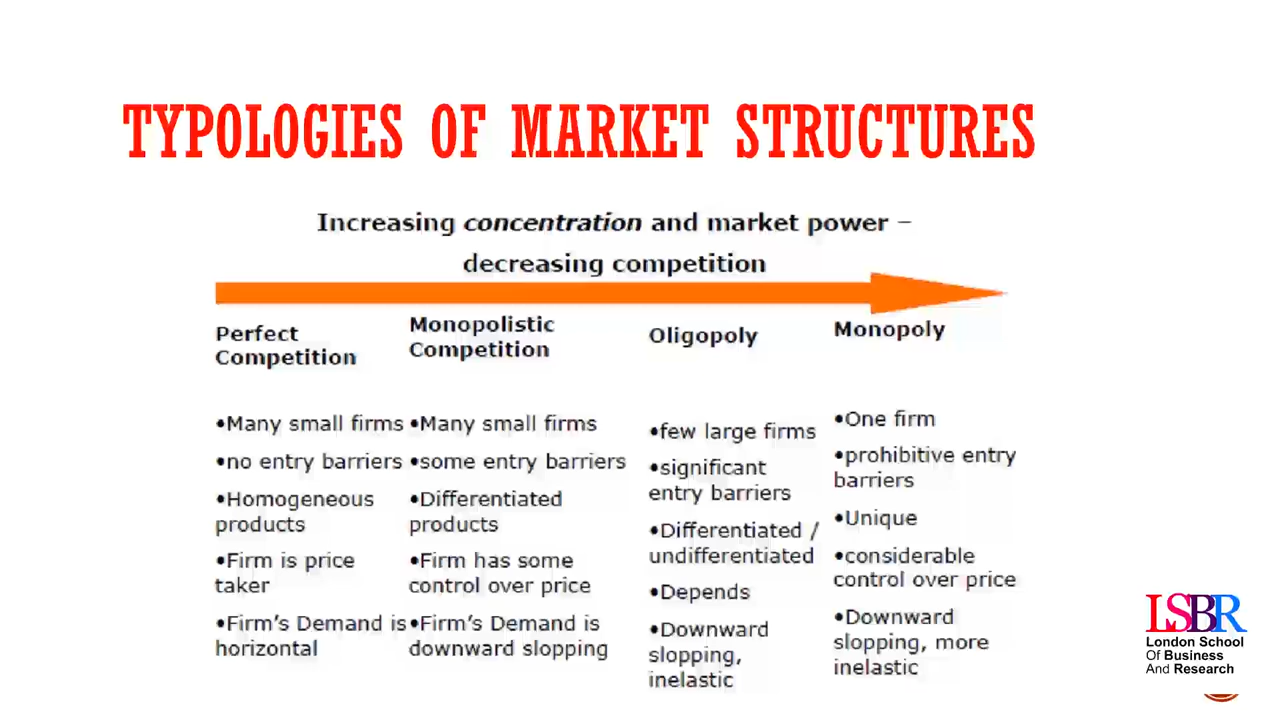 TYPOLOGIES OF MARKET STRUCTURES
Increasing concentration and market power –
decreasing competition
Perfect
Competition
•Many small firms
•no entry barriers
•Homogeneous
products
•Firm is price
taker
•Firm's Demand is
horizontal
Monopolistic
Competition
•Many small firms
•some entry barriers
•Differentiated
products
•Firm has some
control over price
•Firm's Demand is
downward slopping
Oligopoly
•few large firms
•significant
entry barriers
•Differentiated /
undifferentiated
•Depends
•Downward
slopping,
inelastic
Monopoly
•One firm
•prohibitive entry
barriers
•Unique
•considerable
control over price
•Downward
slopping, more
inelastic
LSBR
London School
Of Business
And Research